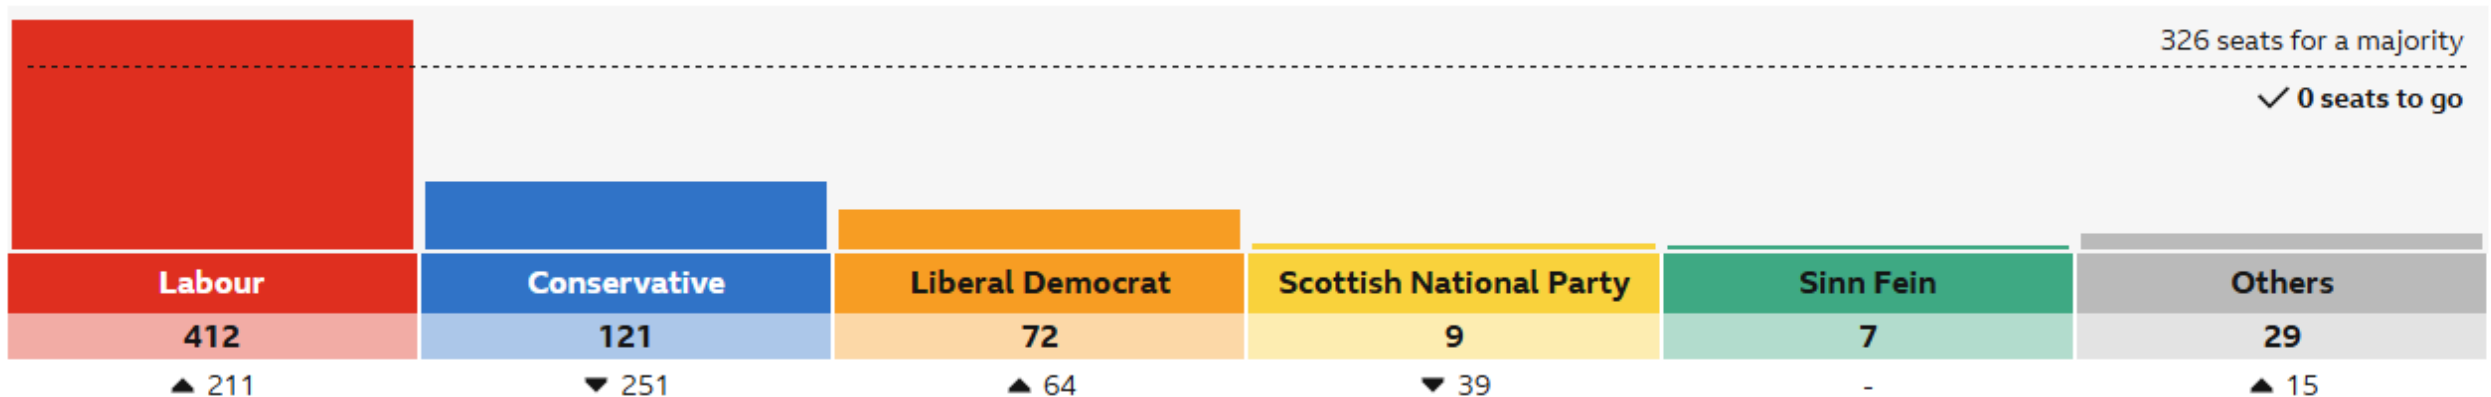 326 seats for a majority
✓ 0 seats to go
Labour Conservative Liberal Democrat Scottish National Party Sinn Fein Others
412 121 72 9 7 29
▲ 211 ▼ 251 ▲ 64 ▼ 39 - ▲ 15